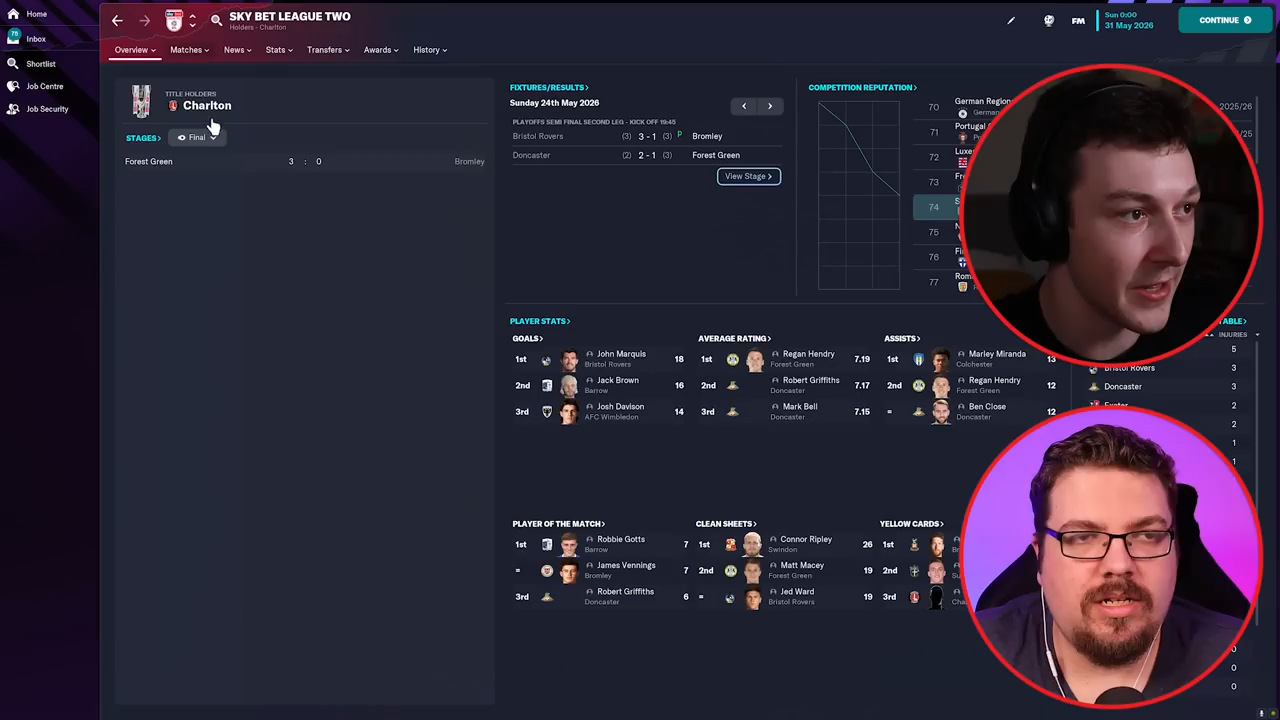 Home
75
Inbox
Shortlist
Job Centre
Job Security
SKY BET LEAGUE TWO
Holders - Charlton
FM
Sun 0:00
31 May 2026
CONTINUE
Overview
Matches
News
Stats
Transfers
Awards
History
TITLE HOLDERS
Charlton
STAGES
Final
Forest Green 3 : 0 Bromley
FIXTURES/RESULTS
Sunday 24th May 2026
PLAYOFFS SEMI FINAL SECOND LEG - KICK OFF 19:45
Bristol Rovers (3) 3 - 1 (3) p Bromley
Doncaster (2) 2 - 1 (3) Forest Green
View Stage
COMPETITION REPUTATION
70 German Region
71 Portugal
72 Luxe
73
74
75
76
77 Rom
2025/26
PLAYER STATS
GOALS
1st John Marquis 18
Bristol Rovers
2nd Jack Brown 16
Barrow
3rd Josh Davison 14
AFC Wimbledon
AVERAGE RATING
1st Regan Hendry 7.19
Forest Green
2nd Robert Griffiths 7.17
Doncaster
3rd Mark Bell 7.15
Doncaster
ASSISTS
1st Marley Miranda 13
Colchester
2nd Regan Hendry 12
Forest Green
= Ben Close 12
Doncaster
TABLE
INJURIES
5
Bristol Rovers 3
Doncaster 3
Exeter 2
2
1
1
0
0
0
PLAYER OF THE MATCH
1st Robbie Gotts 7
Barrow
= James Vennings 7
Bromley
3rd Robert Griffiths 6
Doncaster
CLEAN SHEETS
1st Connor Ripley 26
Swindon
2nd Matt Macey 19
Forest Green
= Jed Ward 19
Bristol Rovers
YELLOW CARDS
1st
2nd
3rd